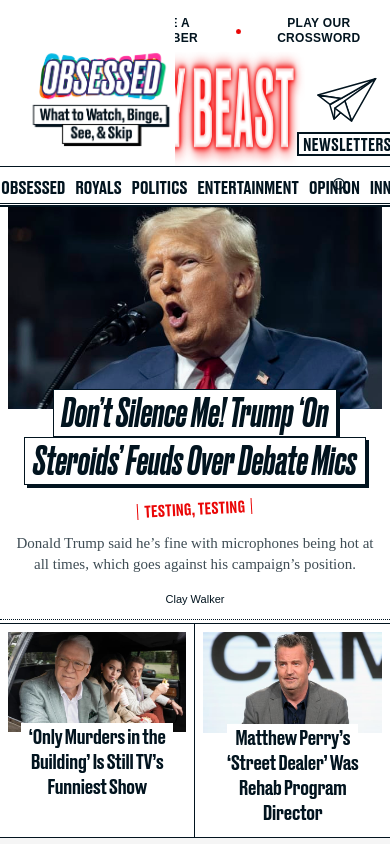 E A
BER
PLAY OUR
CROSSWORD
OBSESSED
What to Watch, Binge,
See, & Skip
Y BEAST
NEWSLETTERS
OBSESSED ROYALS POLITICS ENTERTAINMENT OPINION INN
Don't Silence Me! Trump 'On
Steroids' Feuds Over Debate Mics
TESTING, TESTING
Donald Trump said he's fine with microphones being hot at
all times, which goes against his campaign's position.
Clay Walker
CAM
'Only Murders in the
Building' Is Still TV's
Funniest Show
Matthew Perry's
'Street Dealer' Was
Rehab Program
Director